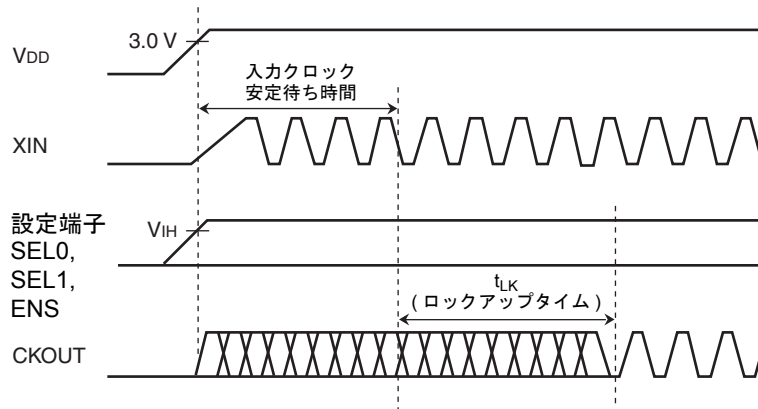 VDD
3.0 V
入力クロック
安定待ち時間
XIN
設定端子
SEL0,
SEL1,
ENS
VIH
tLK
( ロックアップタイム )
CKOUT